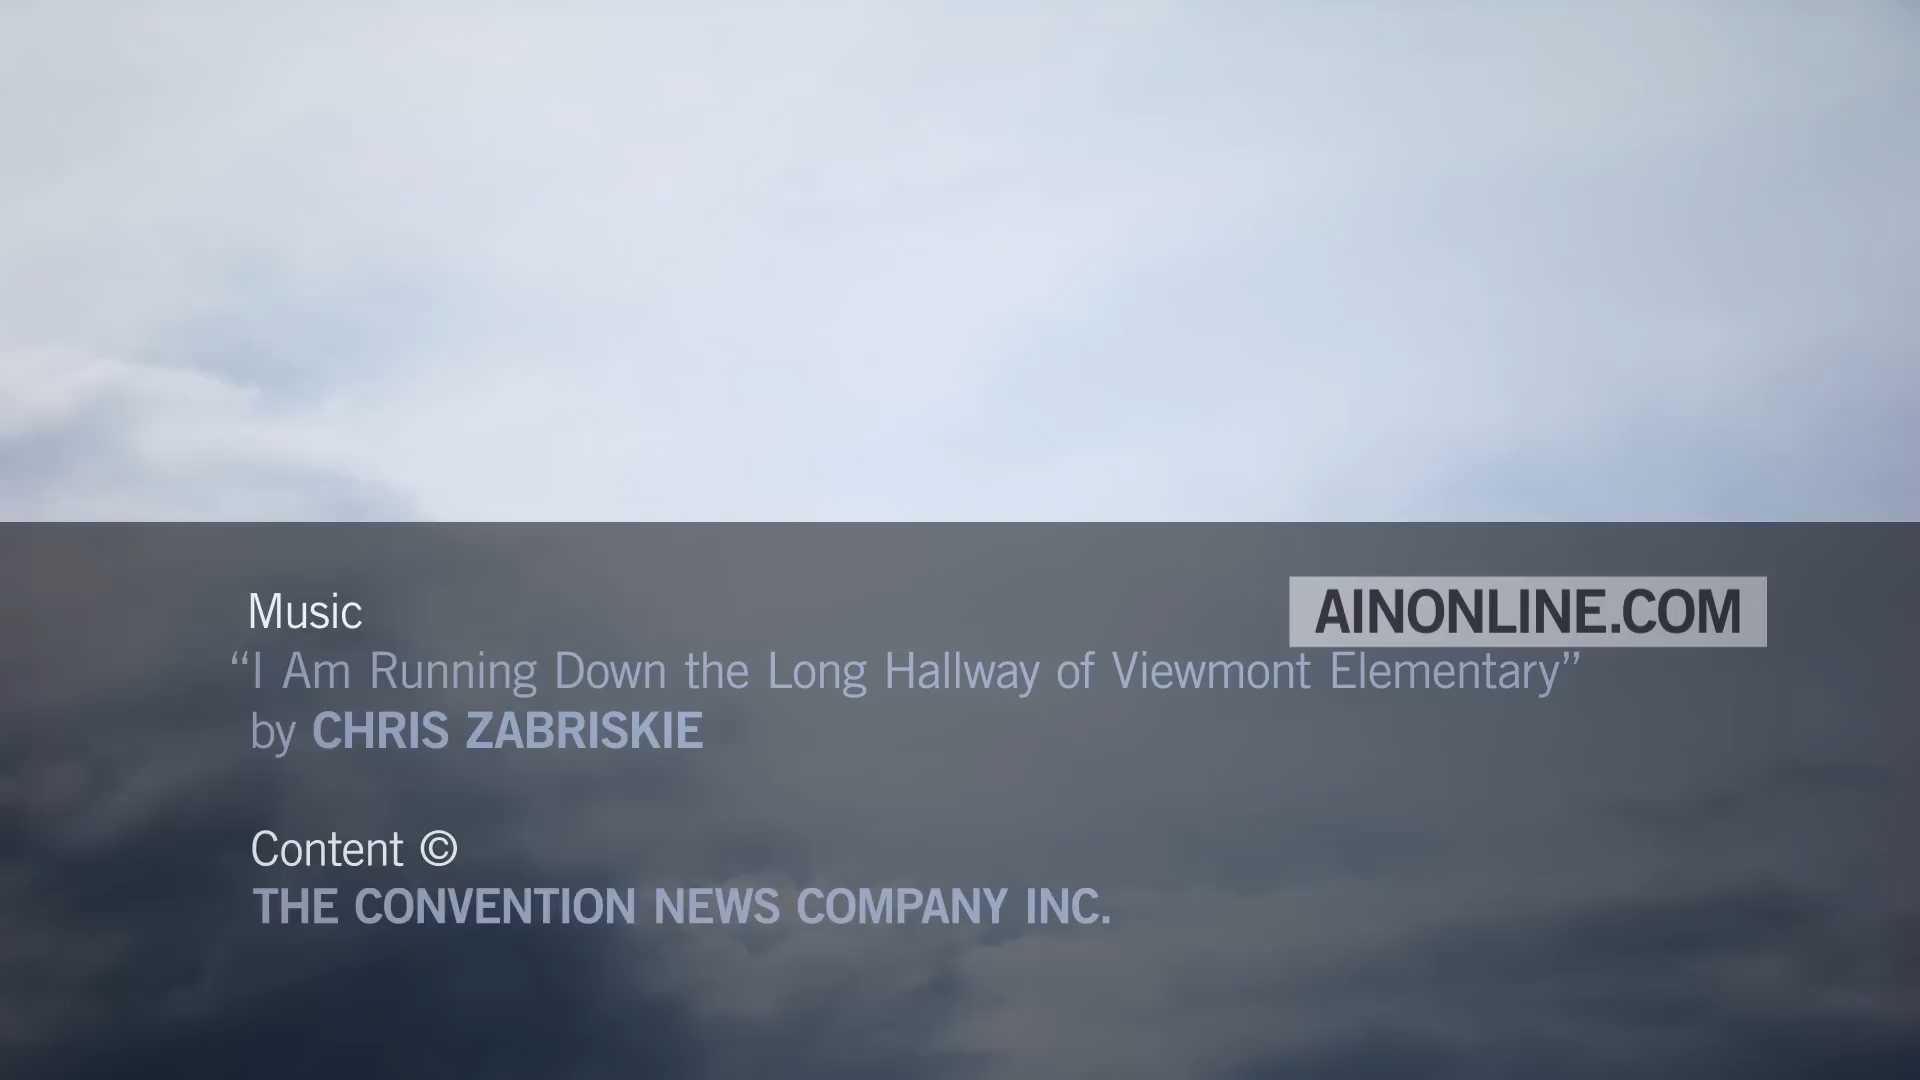 Music
AINONLINE.COM
“I Am Running Down the Long Hallway of Viewmont Elementary”
by CHRIS ZABRISKIE
Content ©
THE CONVENTION NEWS COMPANY INC.